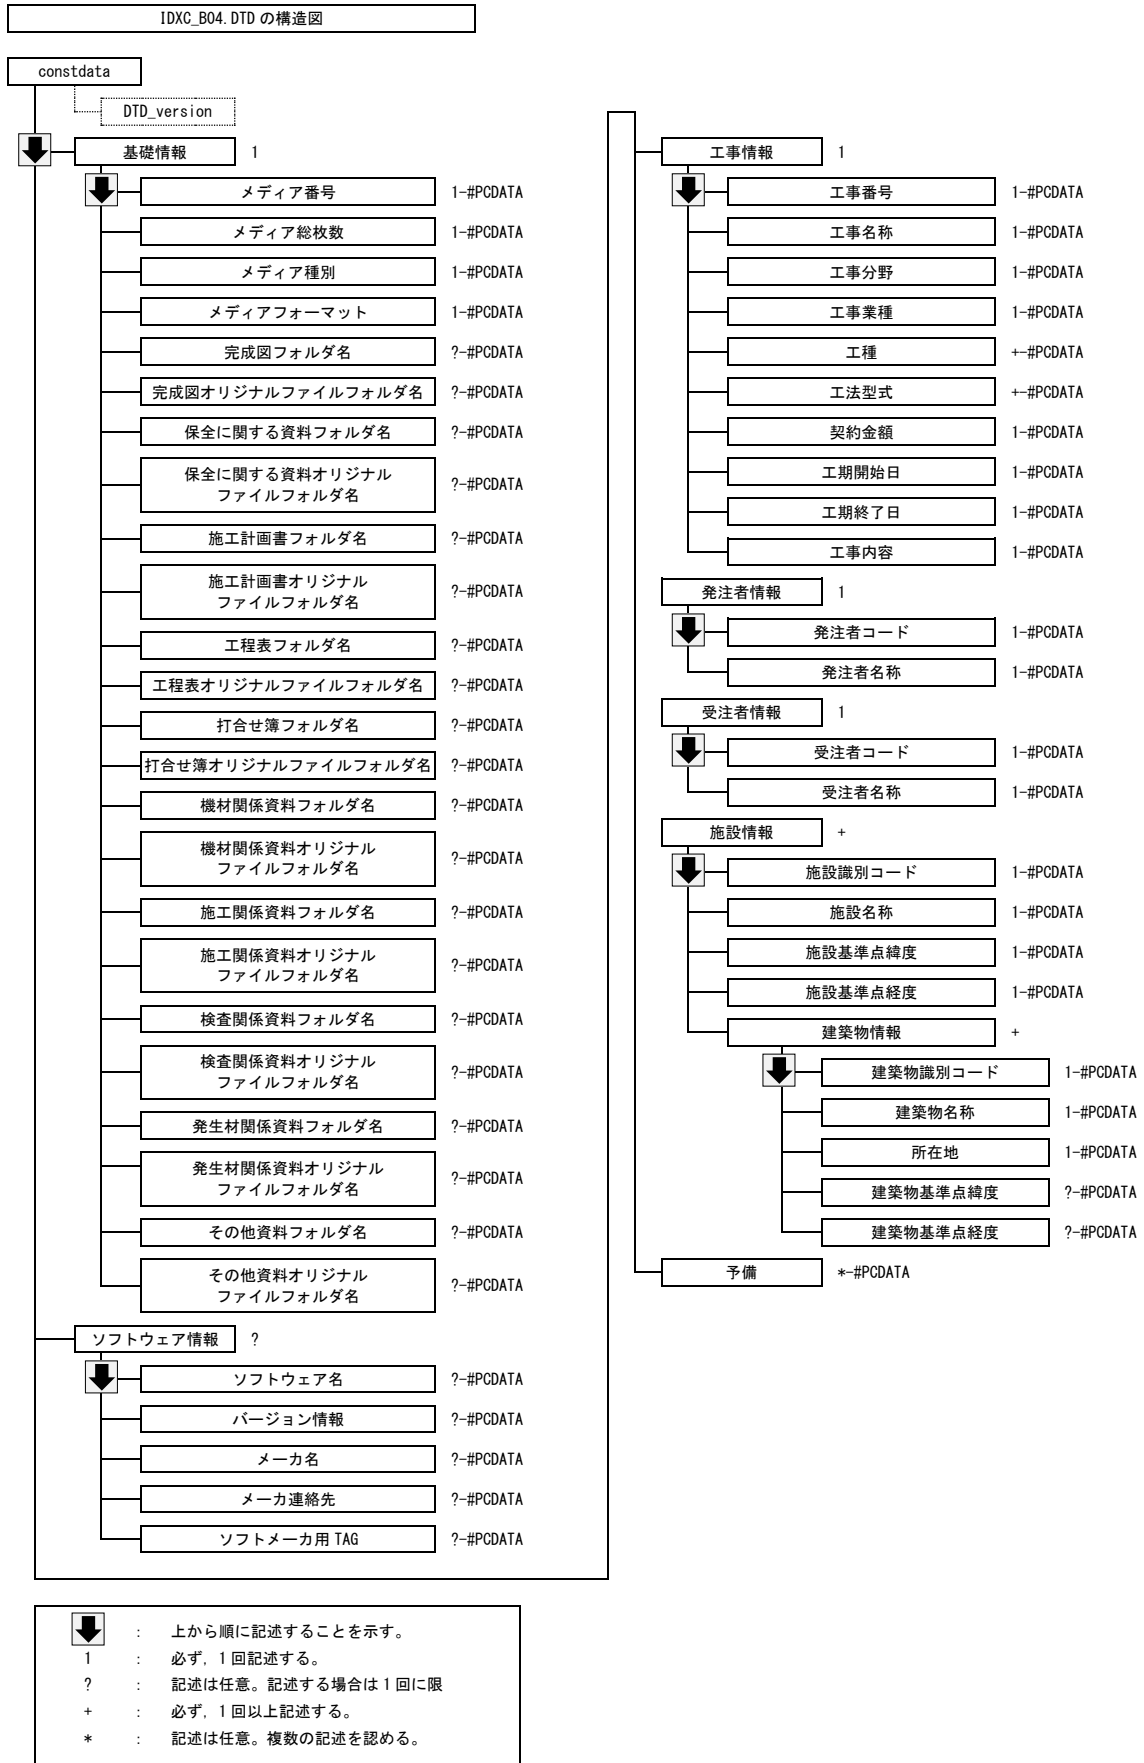 IDXC_B04.DTD の構造図
constdata
DTD_version
基礎情報 1
メディア番号 1-#PCDATA
メディア総枚数 1-#PCDATA
メディア種別 1-#PCDATA
メディアフォーマット 1-#PCDATA
完成図フォルダ名 ?-#PCDATA
完成図オリジナルファイルフォルダ名 ?-#PCDATA
保全に関する資料フォルダ名 ?-#PCDATA
保全に関する資料オリジナル
ファイルフォルダ名 ?-#PCDATA
施工計画書フォルダ名 ?-#PCDATA
施工計画書オリジナル
ファイルフォルダ名 ?-#PCDATA
工程表フォルダ名 ?-#PCDATA
工程表オリジナルファイルフォルダ名 ?-#PCDATA
打合せ簿フォルダ名 ?-#PCDATA
打合せ簿オリジナルファイルフォルダ名 ?-#PCDATA
機材関係資料フォルダ名 ?-#PCDATA
機材関係資料オリジナル
ファイルフォルダ名 ?-#PCDATA
施工関係資料フォルダ名 ?-#PCDATA
施工関係資料オリジナル
ファイルフォルダ名 ?-#PCDATA
検査関係資料フォルダ名 ?-#PCDATA
検査関係資料オリジナル
ファイルフォルダ名 ?-#PCDATA
発生材関係資料フォルダ名 ?-#PCDATA
発生材関係資料オリジナル
ファイルフォルダ名 ?-#PCDATA
その他資料フォルダ名 ?-#PCDATA
その他資料オリジナル
ファイルフォルダ名 ?-#PCDATA
ソフトウェア情報 ?
ソフトウェア名 ?-#PCDATA
バージョン情報 ?-#PCDATA
メーカ名 ?-#PCDATA
メーカ連絡先 ?-#PCDATA
ソフトメーカ用 TAG ?-#PCDATA
工事情報 1
工事番号 1-#PCDATA
工事名称 1-#PCDATA
工事分野 1-#PCDATA
工事業種 1-#PCDATA
工種 +-#PCDATA
工法型式 +-#PCDATA
契約金額 1-#PCDATA
工期開始日 1-#PCDATA
工期終了日 1-#PCDATA
工事内容 1-#PCDATA
発注者情報 1
発注者コード 1-#PCDATA
発注者名称 1-#PCDATA
受注者情報 1
受注者コード 1-#PCDATA
受注者名称 1-#PCDATA
施設情報 +
施設識別コード 1-#PCDATA
施設名称 1-#PCDATA
施設基準点緯度 1-#PCDATA
施設基準点経度 1-#PCDATA
建築物情報 +
建築物識別コード 1-#PCDATA
建築物名称 1-#PCDATA
所在地 1-#PCDATA
建築物基準点緯度 ?-#PCDATA
建築物基準点経度 ?-#PCDATA
予備 *-#PCDATA
: 上から順に記述することを示す。
1 : 必ず, 1 回記述する。
? : 記述は任意。記述する場合は 1 回に限
+ : 必ず, 1 回以上記述する。
* : 記述は任意。複数の記述を認める。